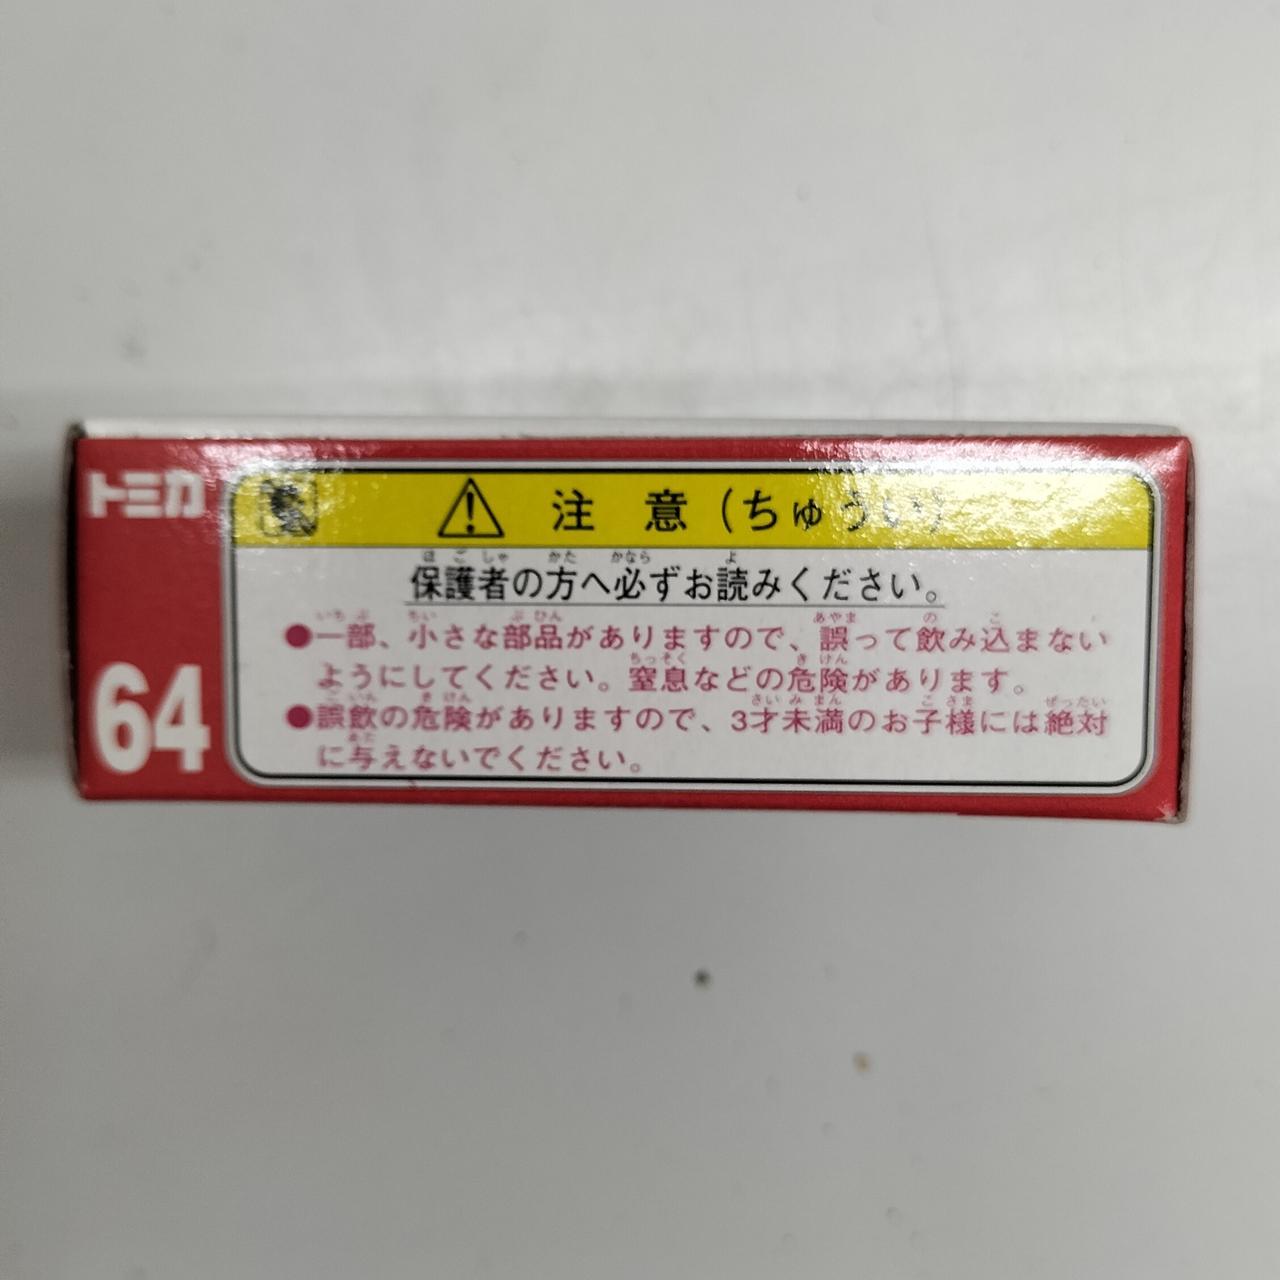 トミカ
64
注 意(ちゅうい)
保護者の方へ必ずお読みください。
●一部、小さな部品がありますので、誤って飲み込まない
ようにしてください。窒息などの危険があります。
●誤飲の危険がありますので、3才未満のお子様には絶対
に与えないでください。